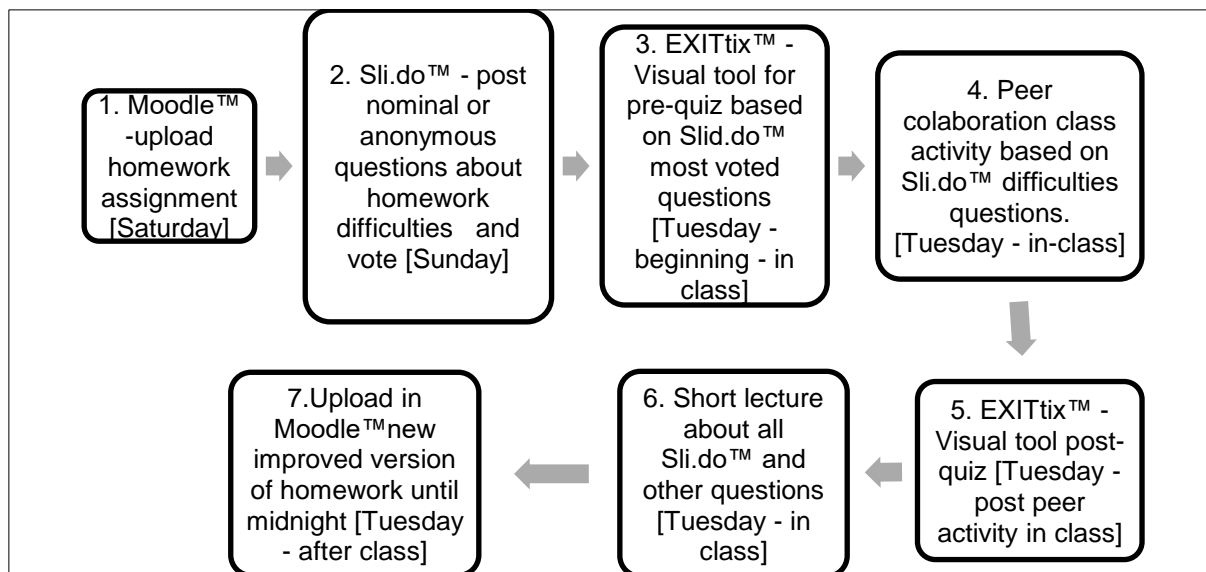 1. Moodle™
-upload
homework
assignment
[Saturday]
2. Sli.do™ - post
nominal or
anonymous
questions about
homework
difficulties and
vote [Sunday]
3. EXITtix™ -
Visual tool for
pre-quiz based
on Slid.do™
most voted
questions
[Tuesday -
beginning - in
class]
4. Peer
colaboration class
activity based on
Sli.do™ difficulties
questions.
[Tuesday - in-class]
5. EXITtix™ -
Visual tool post-
quiz [Tuesday -
post peer
activity in class]
6. Short lecture
about all
Sli.do™ and
other questions
[Tuesday - in
class]
7.Upload in
Moodle™new
improved version
of homework until
midnight [Tuesday
- after class]